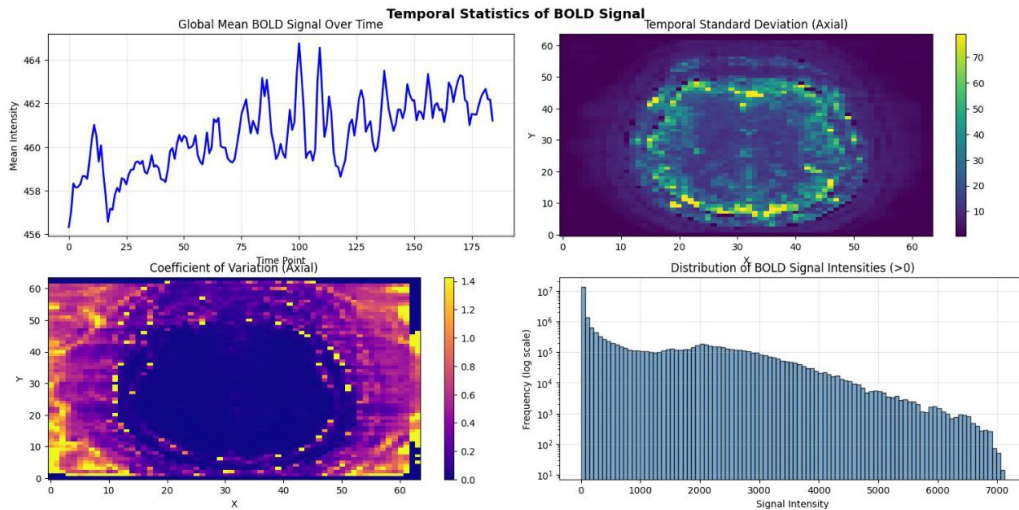 Temporal Statistics of BOLD Signal
Global Mean BOLD Signal Over Time
464
462
460
458
456
Mean Intensity
0 25 50 75 100 125 150 175
Time Point
Temporal Standard Deviation (Axial)
60
50
40
30
20
10
0
Y
0 10 20 30 40 50 60
X
70
60
50
40
30
20
10
Coefficient of Variation (Axial)
60
50
40
30
20
10
0
Y
0 10 20 30 40 50 60
X
1.4
1.2
1.0
0.8
0.6
0.4
0.2
0.0
Distribution of BOLD Signal Intensities (>0)
10⁷
10⁶
10⁵
10⁴
10³
10²
10¹
Frequency (log scale)
0 1000 2000 3000 4000 5000 6000 7000
Signal Intensity